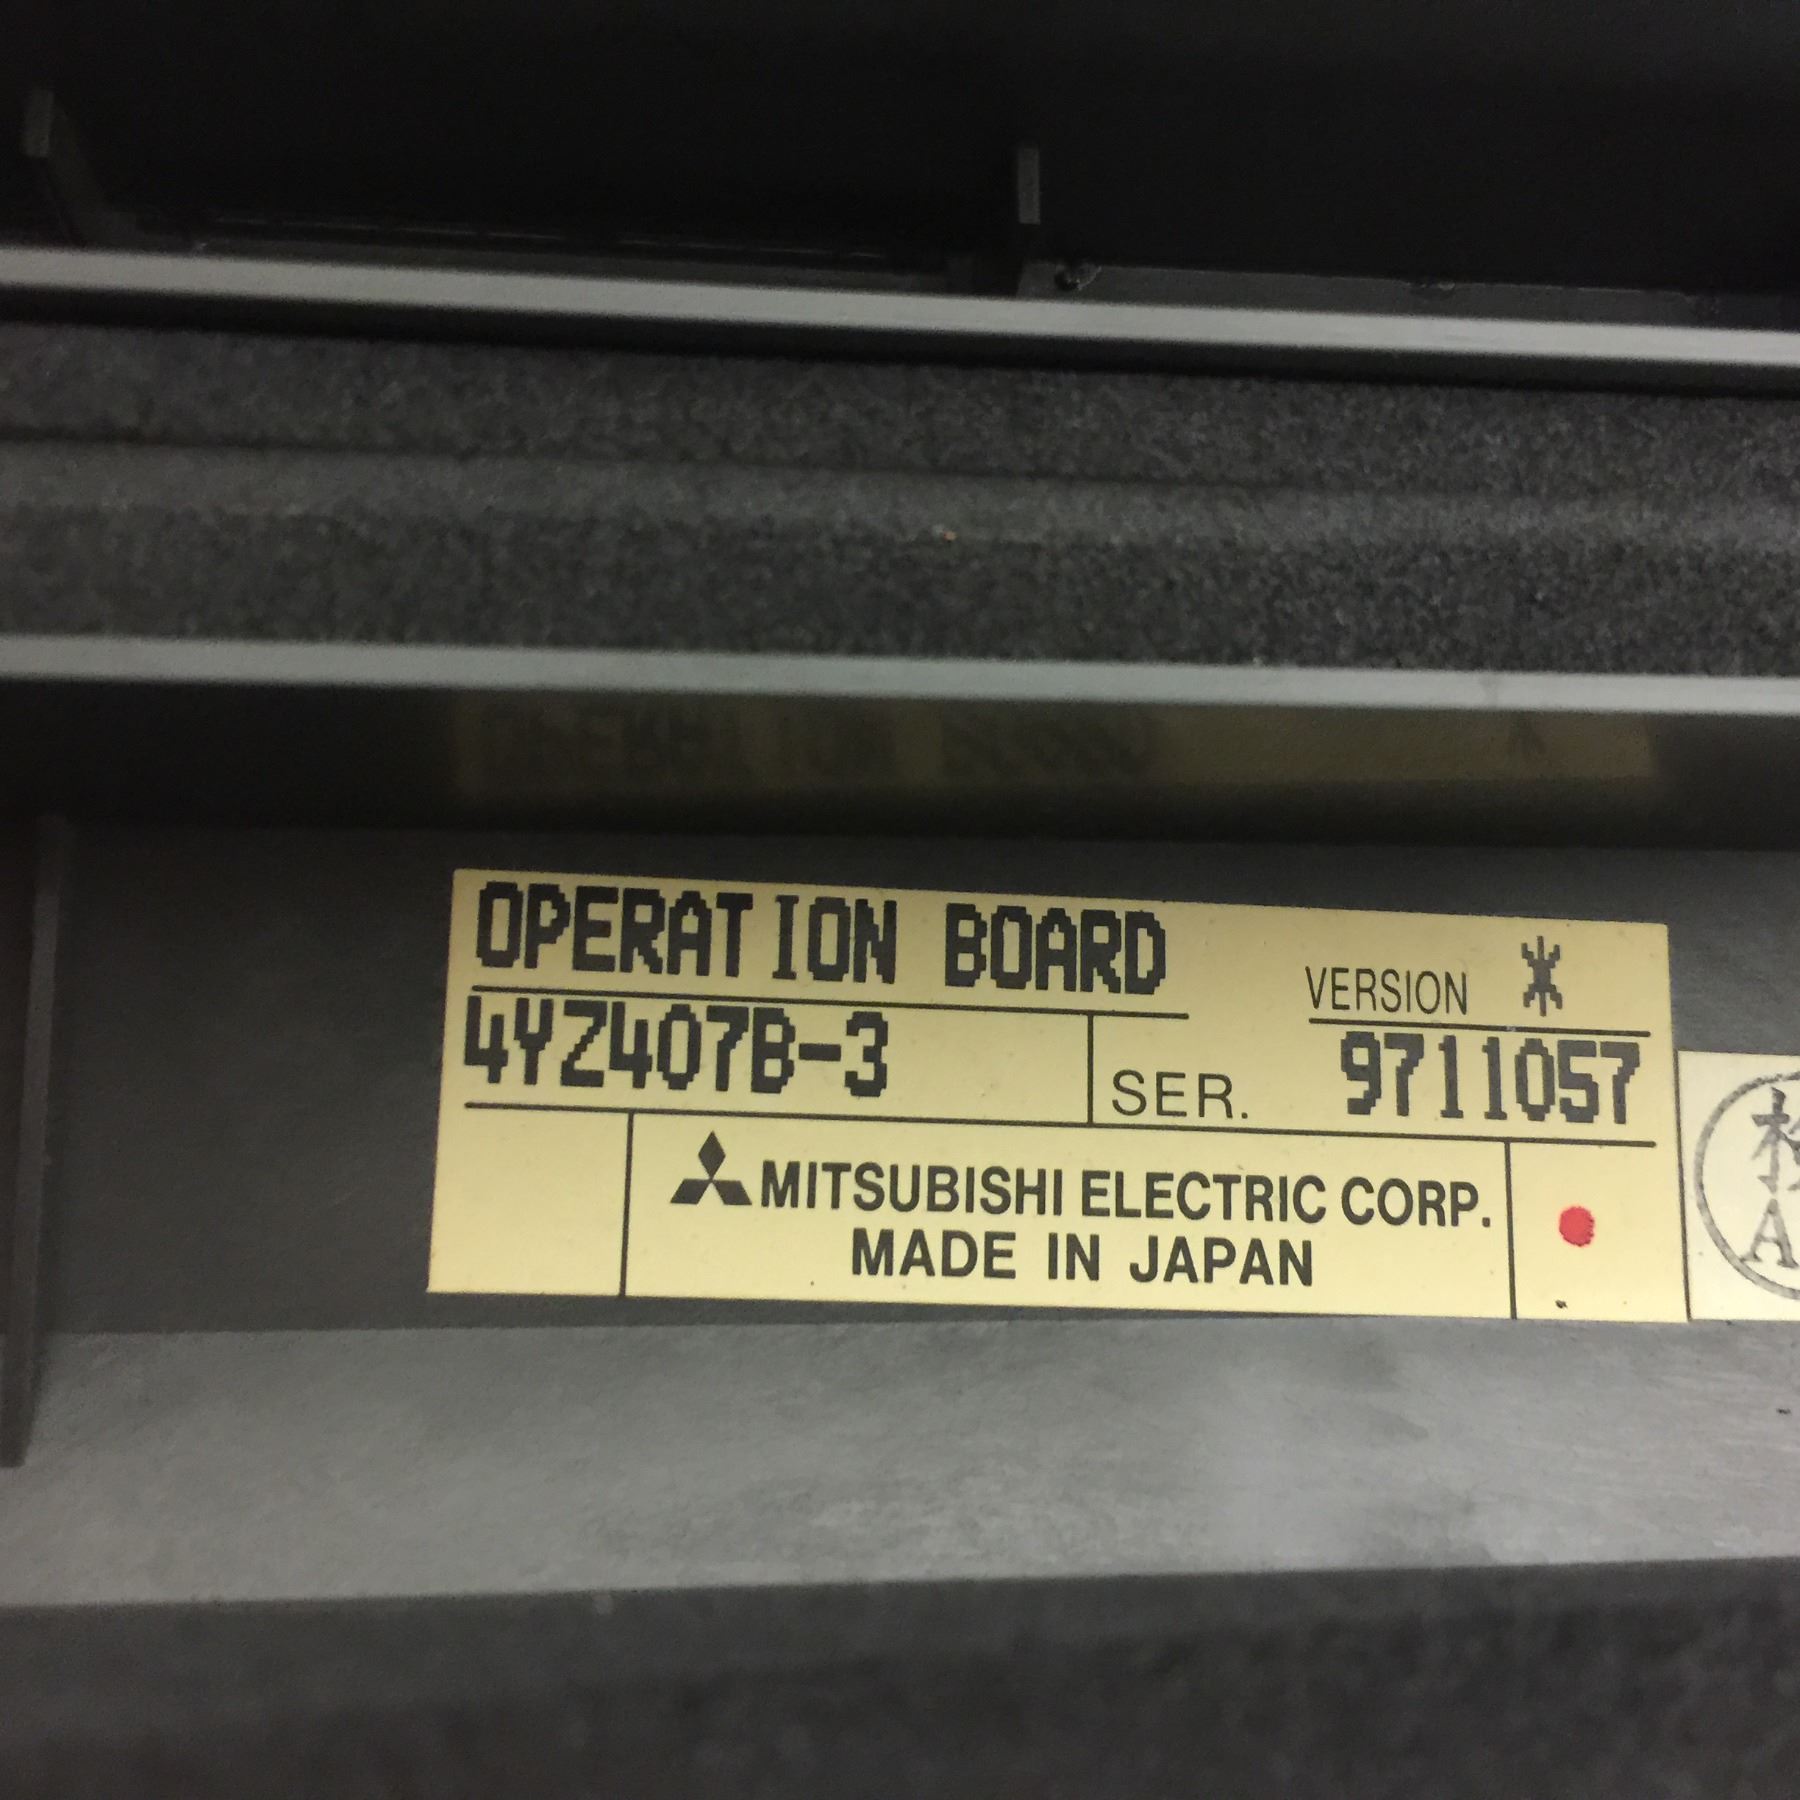 OPERATION BOARD
VERSION *
4YZ407B-3
SER. 9711057
MITSUBISHI ELECTRIC CORP.
MADE IN JAPAN
A